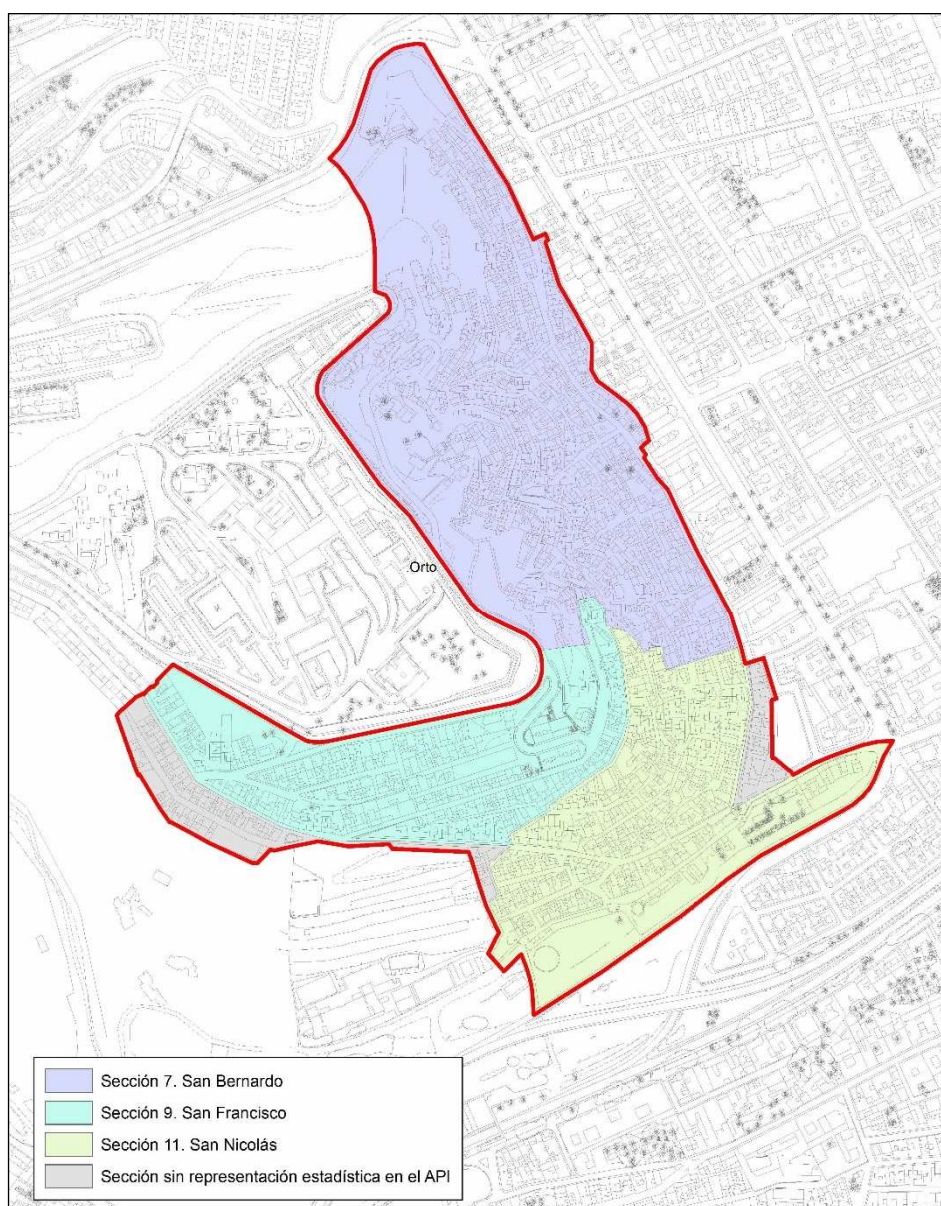 Orto
Sección 7. San Bernardo
Sección 9. San Francisco
Sección 11. San Nicolás
Sección sin representación estadística en el API